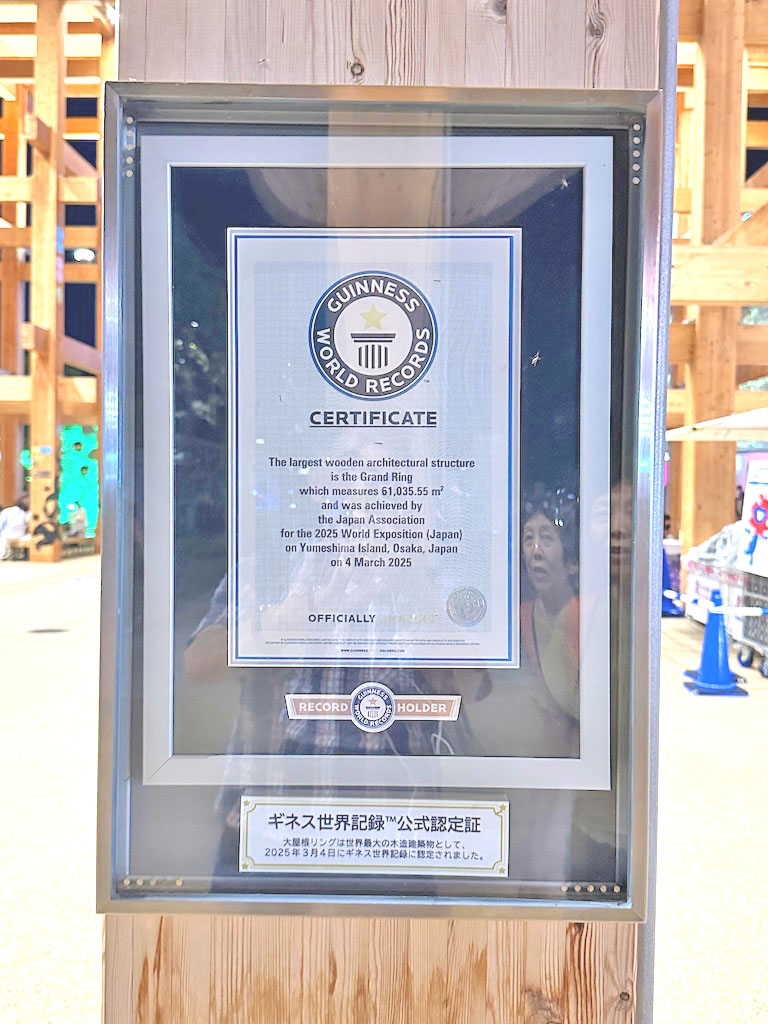 GUINNESS WORLD RECORDS
CERTIFICATE
The largest wooden architectural structure
is the Grand Ring
which measures 61,035.55 m²
and was achieved by
the Japan Association
for the 2025 World Exposition (Japan)
on Yumeshima Island, Osaka, Japan
on 4 March 2025
OFFICIALLY AMAZING
RECORD HOLDER
GUINNESS WORLD RECORDS
ギネス世界記録™公式認定証
大屋根リングは世界最大の木造建築物として、
2025年3月4日にギネス世界記録に認定されました。